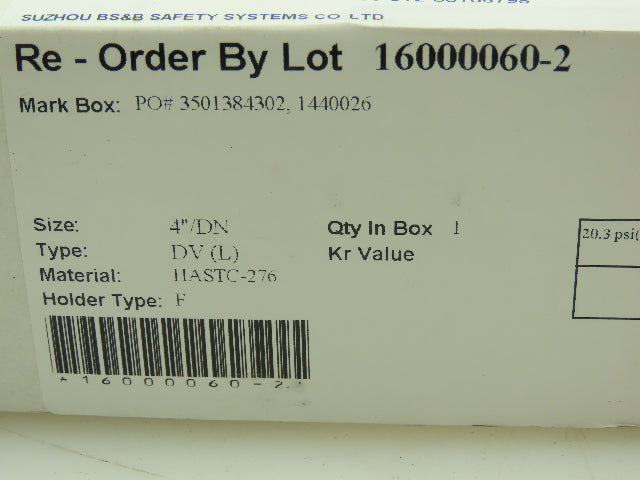 SUZHOU BS&B SAFETY SYSTEMS CO LTD
Re - Order By Lot 16000060-2
Mark Box: PO# 3501384302, 1440026
Size: 4"/DN Qty In Box 1
Type: DV (L) Kr Value
Material: HASTC-276
Holder Type: F
*16000060-2*
20.3 psi(